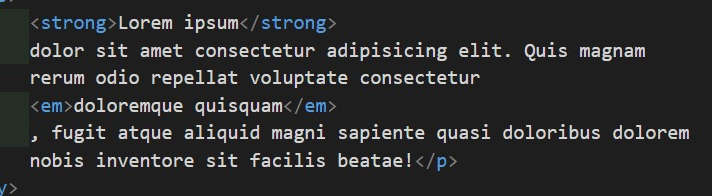 <strong>Lorem ipsum</strong>
dolor sit amet consectetur adipisicing elit. Quis magnam
rerum odio repellat voluptate consectetur
<em>doloremque quisquam</em>
, fugit atque aliquid magni sapiente quasi doloribus dolorem
nobis inventore sit facilis beatae!</p>
y>